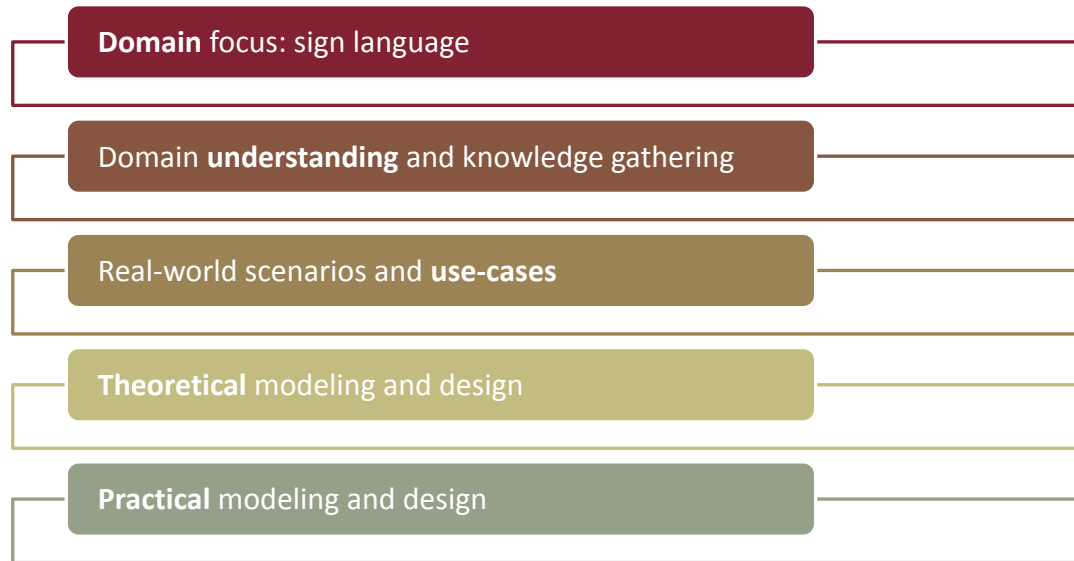 Domain focus: sign language
Domain understanding and knowledge gathering
Real-world scenarios and use-cases
Theoretical modeling and design
Practical modeling and design